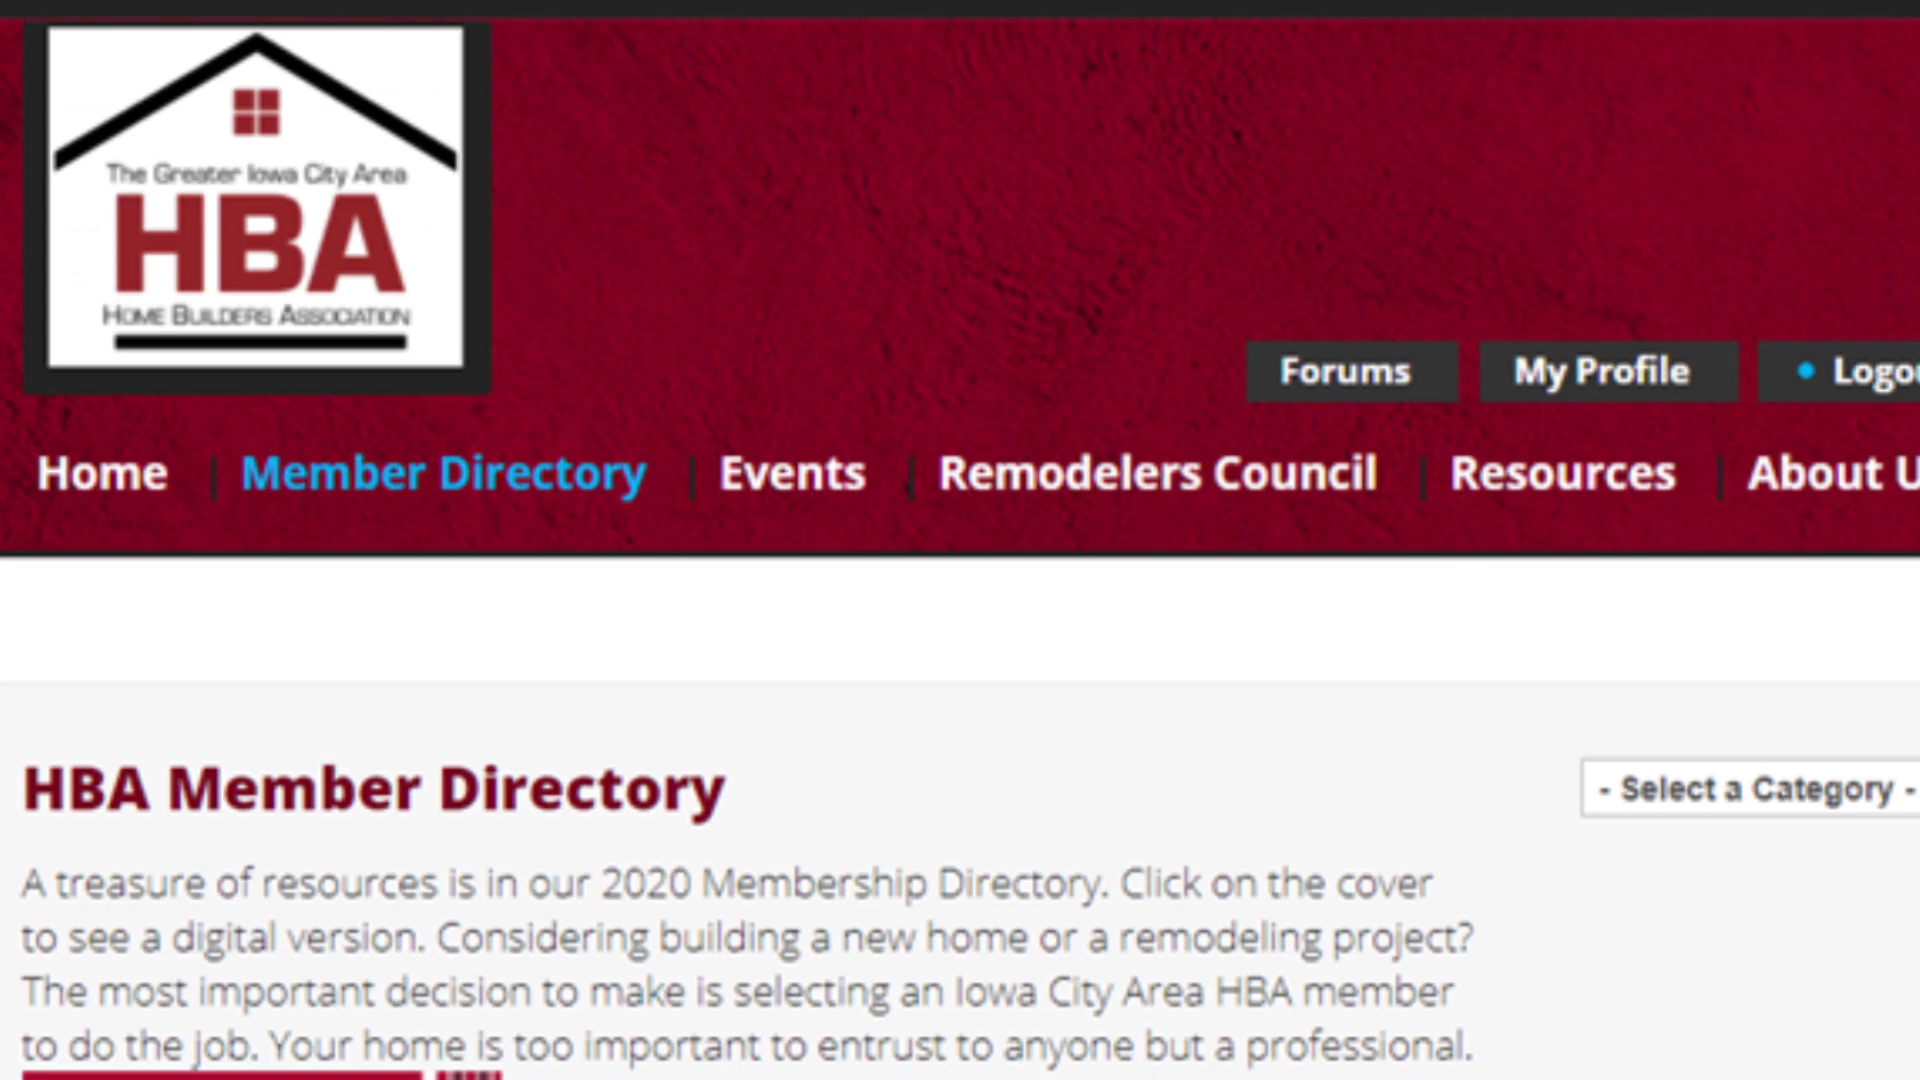 The Greater Iowa City Area
HBA
HOME BUILDERS ASSOCIATION
Forums
My Profile
Home
Member Directory
Events
Remodelers Council
Resources
About
HBA Member Directory
- Select a Category -
A treasure of resources is in our 2020 Membership Directory. Click on the cover
to see a digital version. Considering building a new home or a remodeling project?
The most important decision to make is selecting an Iowa City Area HBA member
to do the job. Your home is too important to entrust to anyone but a professional.